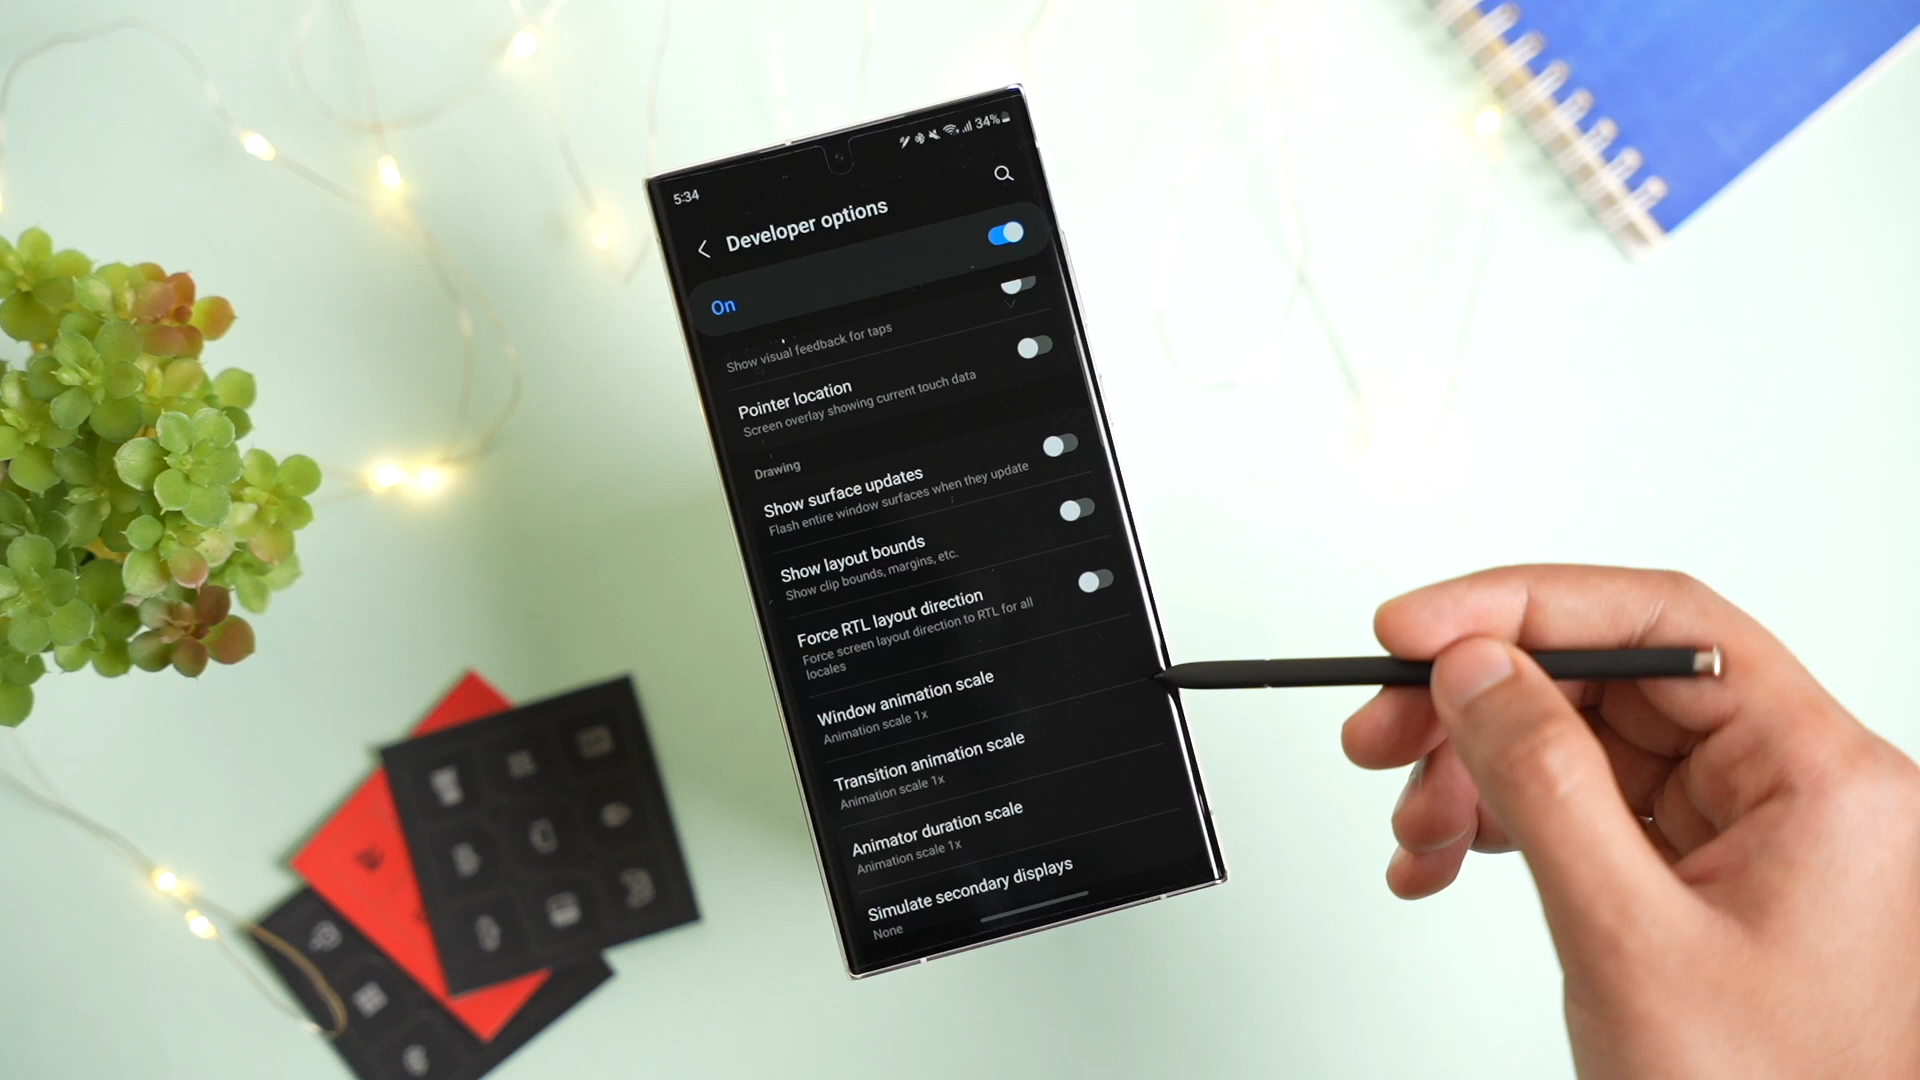 5:34
34%
Developer options
On
Show visual feedback for taps
Pointer location
Screen overlay showing current touch data
Drawing
Show surface updates
Flash entire window surfaces when they update
Show layout bounds
Show clip bounds, margins, etc.
Force RTL layout direction
Force screen layout direction to RTL for all
locales
Window animation scale
Animation scale 1x
Transition animation scale
Animation scale 1x
Animator duration scale
Animation scale 1x
Simulate secondary displays
None